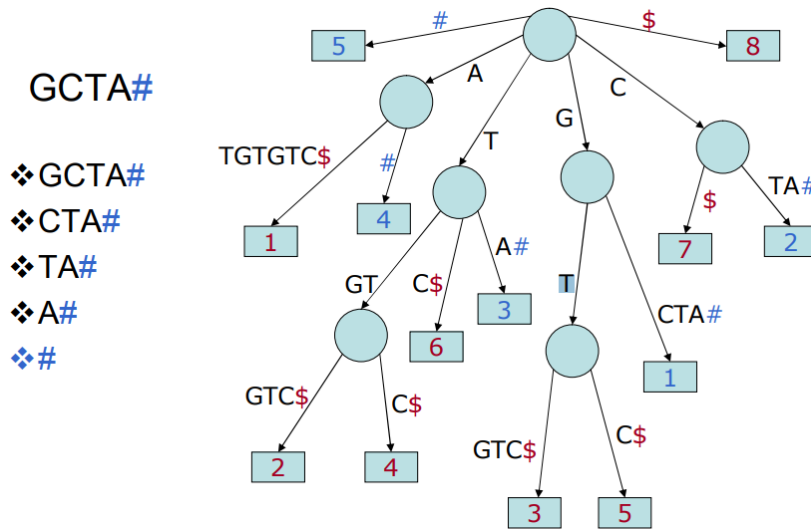 GCTA#
❖GCTA#
❖CTA#
❖TA#
❖A#
❖#
# $
5 8
A T G C
TGTGTC$ # $ TA#
1 4 7 2
GT C$ A# T CTA#
6 3 1
GTC$ C$ GTC$ C$
2 4 3 5